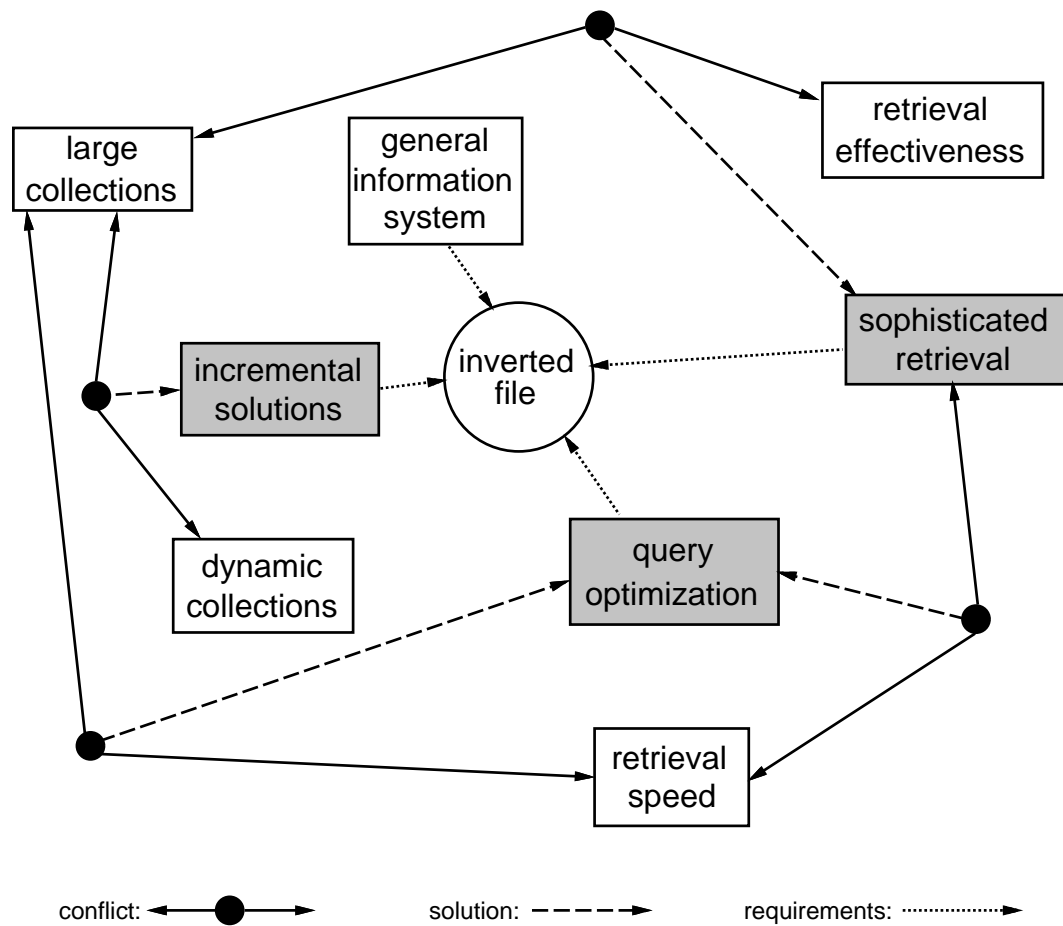 retrieval
effectiveness
large
collections
general
information
system
sophisticated
retrieval
inverted
file
incremental
solutions
query
optimization
dynamic
collections
retrieval
speed
conflict:
solution:
requirements: